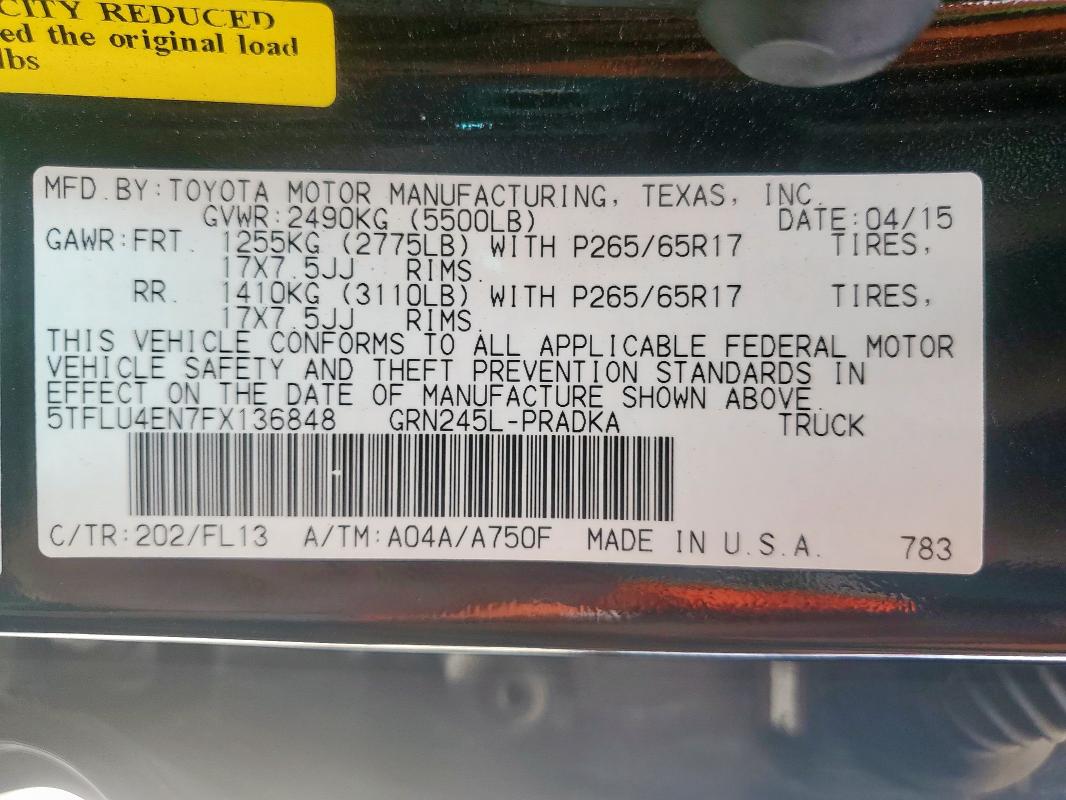 CITY REDUCED
ed the original load
lbs
MFD. BY: TOYOTA MOTOR MANUFACTURING, TEXAS, INC.
GVWR: 2490KG (5500LB) DATE: 04/15
GAWR: FRT. 1255KG (2775LB) WITH P265/65R17 TIRES,
17X7.5JJ RIMS.
RR. 1410KG (3110LB) WITH P265/65R17 TIRES,
17X7.5JJ RIMS.
THIS VEHICLE CONFORMS TO ALL APPLICABLE FEDERAL MOTOR
VEHICLE SAFETY AND THEFT PREVENTION STANDARDS IN
EFFECT ON THE DATE OF MANUFACTURE SHOWN ABOVE.
5TFLU4EN7FX136848 GRN245L-PRADKA TRUCK
C/TR: 202/FL13 A/TM: A04A/A750F MADE IN U.S.A. 783